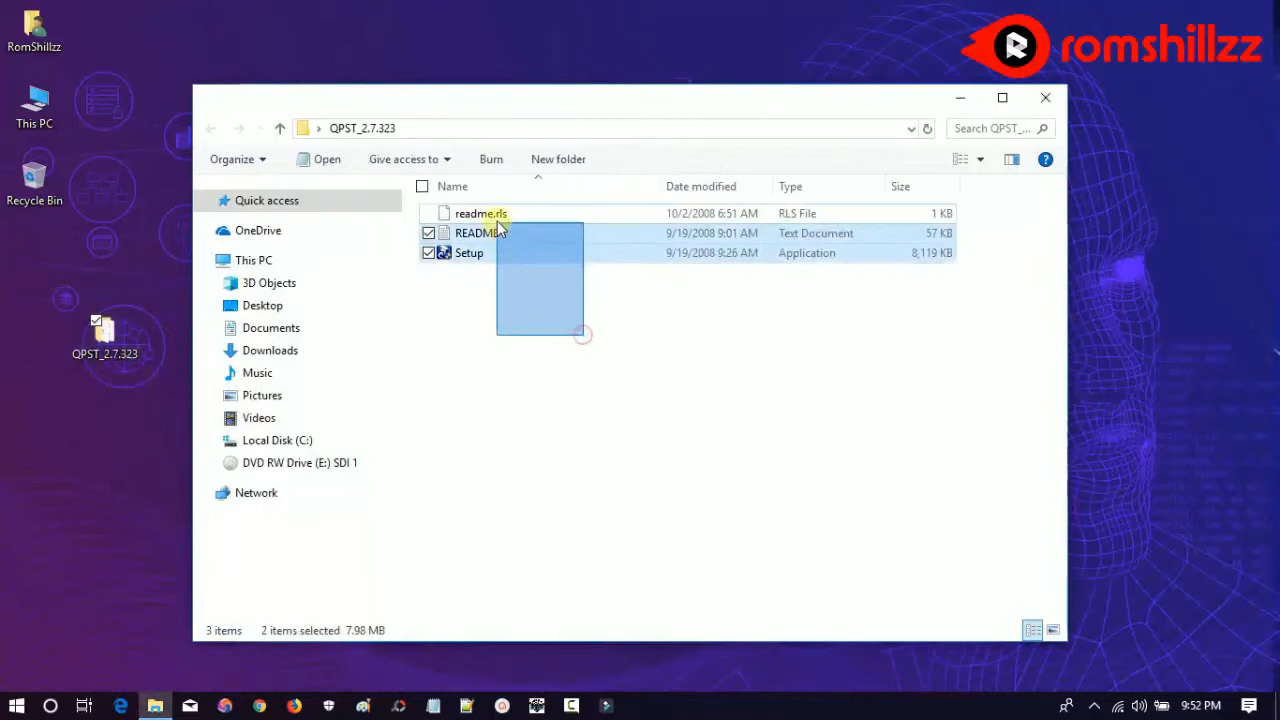 RomShillzz
This PC
Recycle Bin
QPST_2.7.323
romshillzz
QPST_2.7.323
Search QPST_...
Organize
Open
Give access to
Burn
New folder
Name
Date modified
Type
Size
Quick access
OneDrive
This PC
3D Objects
Desktop
Documents
Downloads
Music
Pictures
Videos
Local Disk (C:)
DVD RW Drive (E:) SDI 1
Network
readme.rls 10/2/2008 6:51 AM RLS File 1 KB
README 9/19/2008 9:01 AM Text Document 57 KB
Setup 9/19/2008 9:26 AM Application 8,119 KB
3 items 2 items selected 7.98 MB
9:52 PM